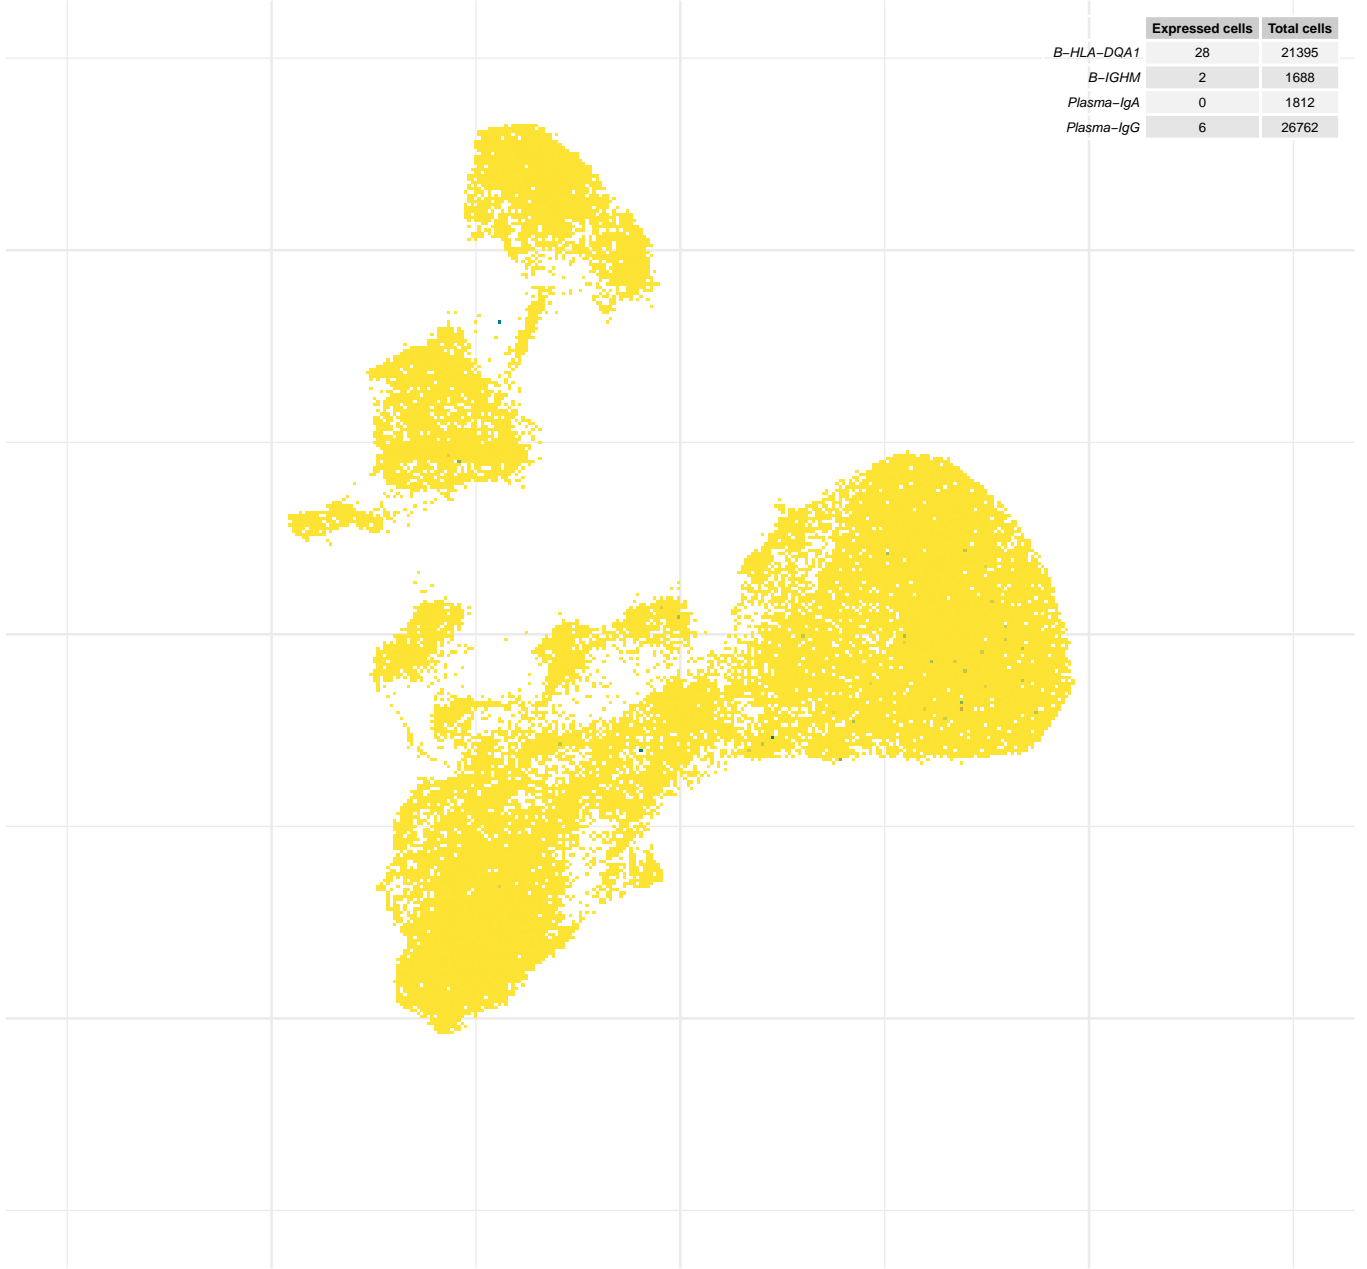 Expressed cells Total cells
B−HLA−DQA1 28 21395
B−IGHM 2 1688
Plasma−IgA 0 1812
Plasma−IgG 6 26762